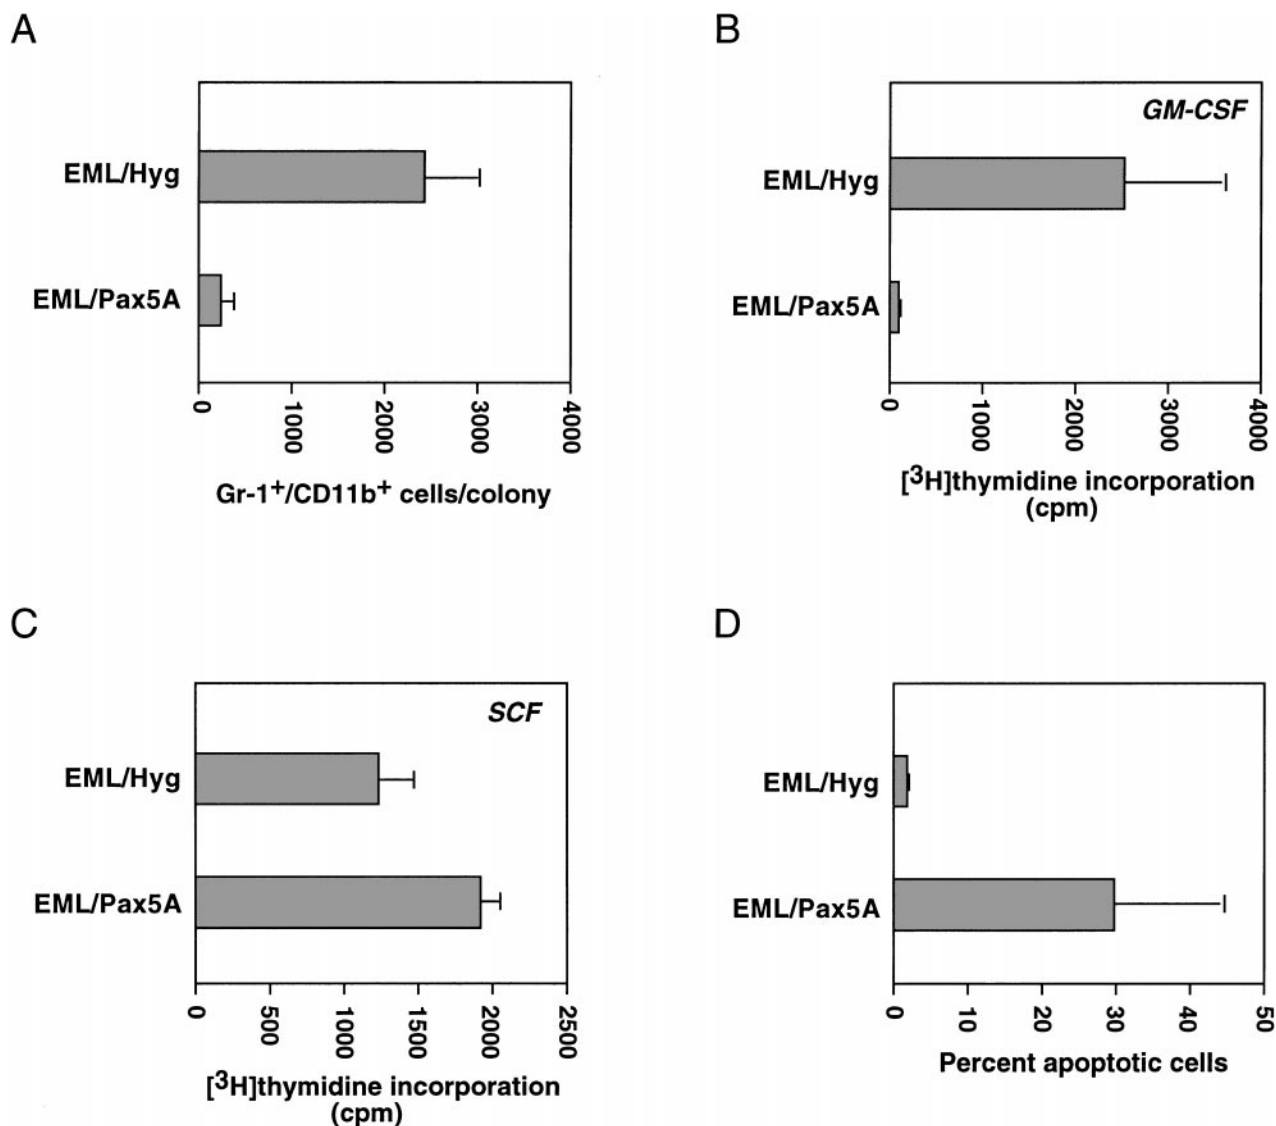 A
EML/Hyg
EML/Pax5A
0 1000 2000 3000 4000
Gr-1+/CD11b+ cells/colony
B
GM-CSF
EML/Hyg
EML/Pax5A
0 1000 2000 3000 4000
[3H]thymidine incorporation
(cpm)
C
SCF
EML/Hyg
EML/Pax5A
0 500 1000 1500 2000 2500
[3H]thymidine incorporation
(cpm)
D
EML/Hyg
EML/Pax5A
0 10 20 30 40 50
Percent apoptotic cells